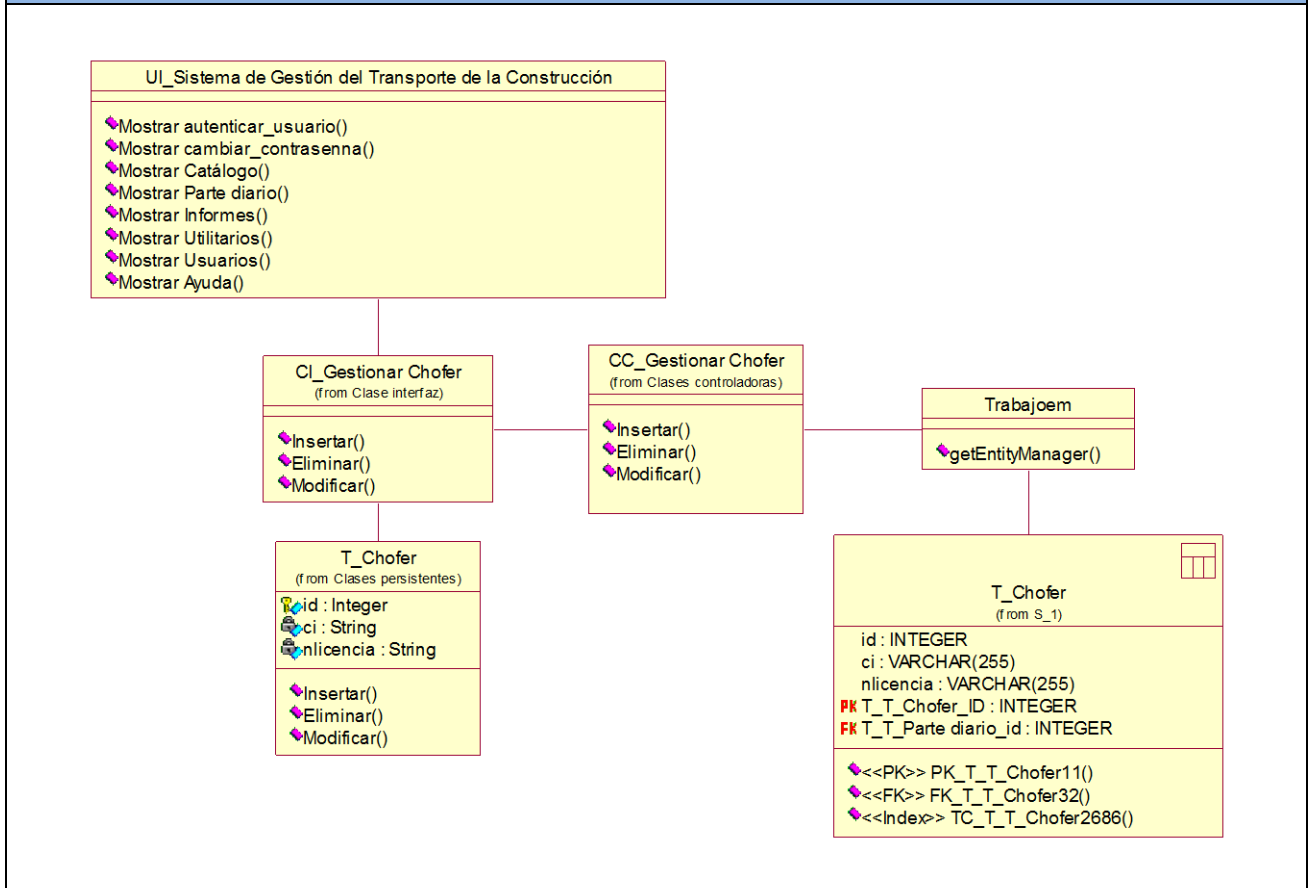 UI_Sistema de Gestión del Transporte de la Construcción
Mostrar autenticar_usuario()
Mostrar cambiar_contrasenna()
Mostrar Catálogo()
Mostrar Parte diario()
Mostrar Informes()
Mostrar Utilitarios()
Mostrar Usuarios()
Mostrar Ayuda()
CI_Gestionar Chofer
(from Clase interfaz)
Insertar()
Eliminar()
Modificar()
CC_Gestionar Chofer
(from Clases controladoras)
Insertar()
Eliminar()
Modificar()
Trabajoem
getEntityManager()
T_Chofer
(from Clases persistentes)
id : Integer
ci : String
nlicencia : String
Insertar()
Eliminar()
Modificar()
T_Chofer
(from S_1)
id : INTEGER
ci : VARCHAR(255)
nlicencia : VARCHAR(255)
PK T_T_Chofer_ID : INTEGER
FK T_T_Parte diario_id : INTEGER
<<PK>> PK_T_T_Chofer11()
<<FK>> FK_T_T_Chofer32()
<<Index>> TC_T_T_Chofer2686()